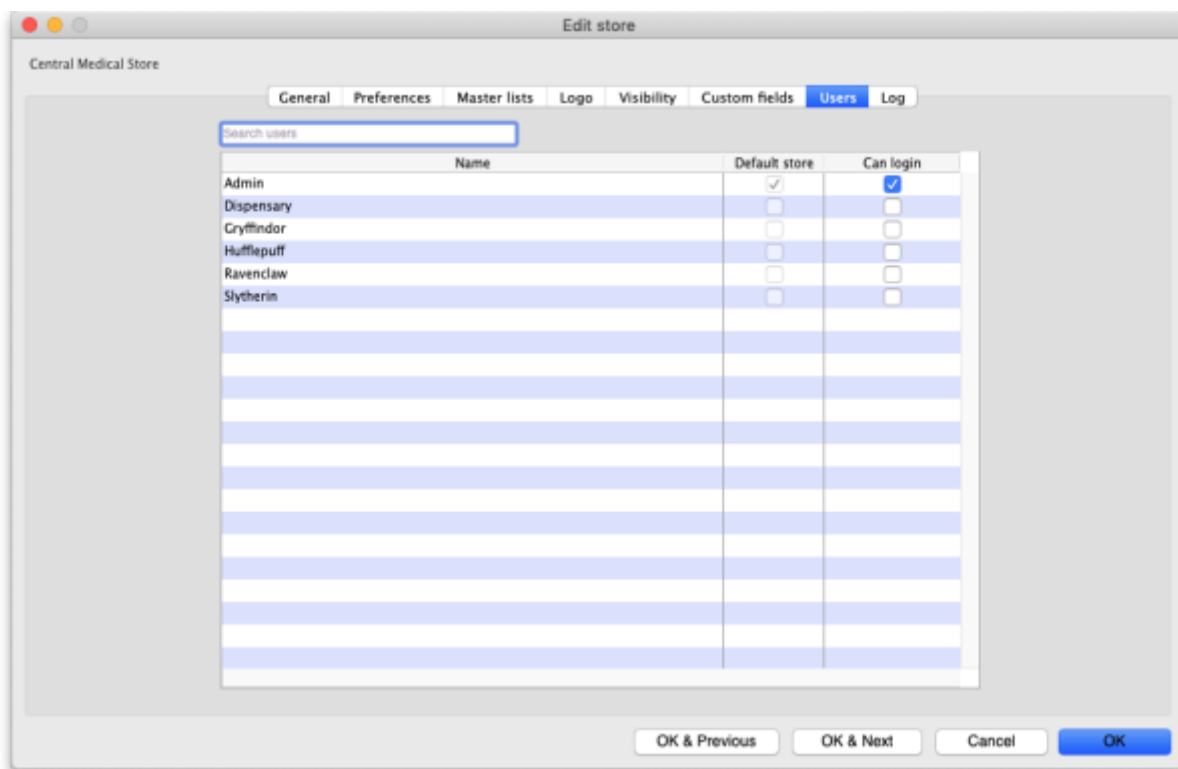 Edit store
Central Medical Store
General Preferences Master lists Logo Visibility Custom fields Users Log
Search users
Name Default store Can login
Admin
Dispensary
Gryffindor
Hufflepuff
Ravenclaw
Slytherin
OK & Previous OK & Next Cancel OK